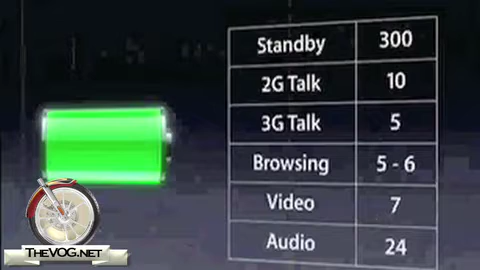 Standby 300
2G Talk 10
3G Talk 5
Browsing 5 - 6
Video 7
Audio 24
TheVOG.net